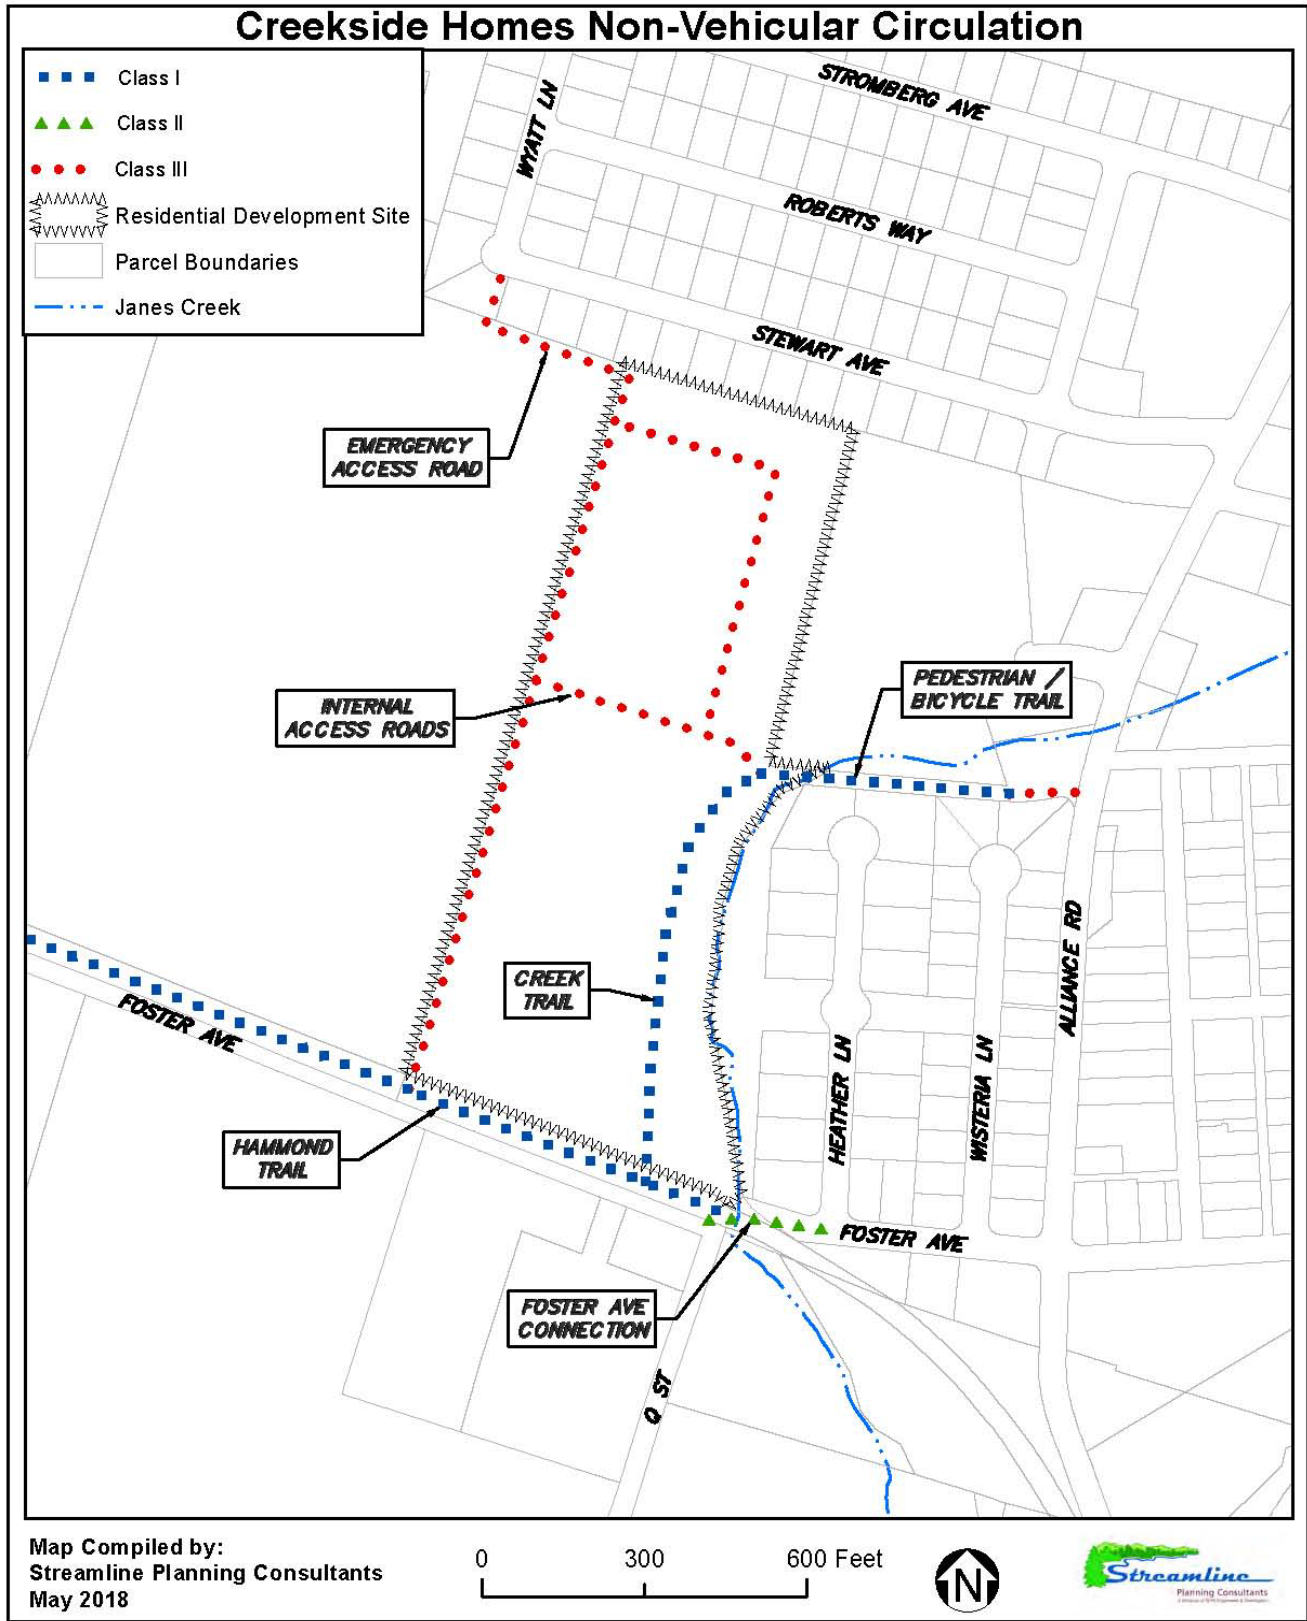 Creekside Homes Non-Vehicular Circulation
Class I
Class II
Class III
Residential Development Site
Parcel Boundaries
Janes Creek
STROMBERG AVE
WYATT LN
ROBERTS WAY
STEWART AVE
EMERGENCY
ACCESS ROAD
INTERNAL
ACCESS ROADS
PEDESTRIAN /
BICYCLE TRAIL
CREEK
TRAIL
ALLIANCE RD
FOSTER AVE
HEATHER LN
WISTERIA LN
HAMMOND
TRAIL
FOSTER AVE
FOSTER AVE
CONNECTION
Q ST
Map Compiled by:
Streamline Planning Consultants
May 2018
0 300 600 Feet
N
Streamline
Planning Consultants